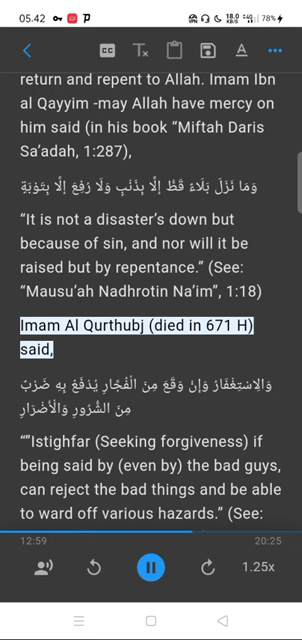 05.42
18.0
KB/S
78%
CC
return and repent to Allah. Imam Ibn
al Qayyim -may Allah have mercy on
him said (in his book “Miftah Daris
Sa’adah, 1:287),
وَمَا نَزَلَ بَلَاءٌ قَطُّ إلَّا بِذَنْبٍ وَلَا رُفِعَ إلَّا بِتَوْبَةٍ
“It is not a disaster’s down but
because of sin, and nor will it be
raised but by repentance.” (See:
“Mausu’ah Nadhrotin Na’im”, 1:18)
Imam Al Qurthubj (died in 671 H)
said,
وَالِاسْتِغْفَارُ وَإِنْ وَقَعَ مِنَ الْفُجَّارِ يُدْفَعُ بِهِ ضَرْبٌ
مِنَ الشُّرُورِ وَالْأَضْرَارِ
“”Istighfar (Seeking forgiveness) if
being said by (even by) the bad guys,
can reject the bad things and be able
to ward off various hazards.” (See:
12:59
20:25
1.25x